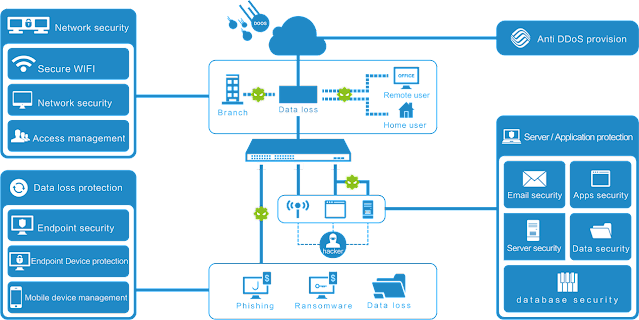 Network security
Secure WIFI
Network security
Access management
Data loss protection
Endpoint security
Endpoint Device protection
Mobile device management
DDOS
Branch
Data loss
OFFICE
Remote user
Home user
hacker
$
$
Phishing
Ransomware
Data loss
Anti DDoS provision
Server / Application protection
Email security
Apps security
Server security
Data security
database security